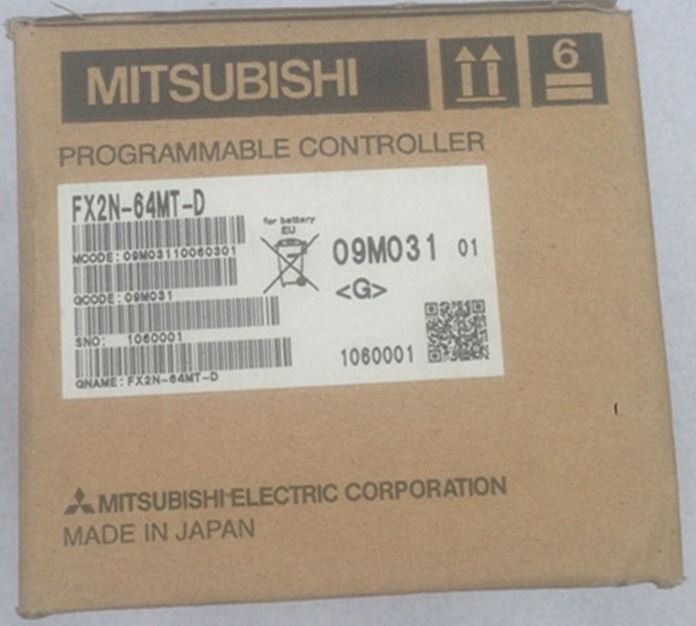 MITSUBISHI
6
PROGRAMMABLE CONTROLLER
FX2N-64MT-D
MCODE:09M03110060301
for battery
EU
09M031 01
QCODE:09M031
<G>
SNO: 1060001
1060001
QNAME:FX2N-64MT-D
MITSUBISHI ELECTRIC CORPORATION
MADE IN JAPAN